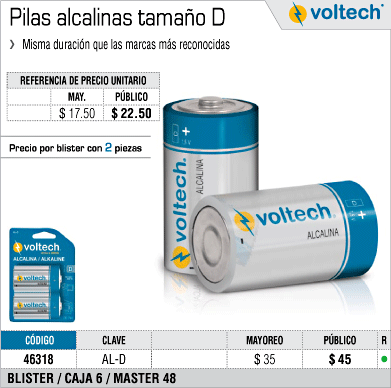 Pilas alcalinas tamaño D
voltech
› Misma duración que las marcas más reconocidas
REFERENCIA DE PRECIO UNITARIO
MAY. PÚBLICO
$ 17.50 $ 22.50
Precio por blister con 2 piezas
D
+
ALCALINA
voltech
voltech
ALCALINA
voltech
ALCALINA / ALKALINE
D
CÓDIGO CLAVE MAYOREO PÚBLICO R
46318 AL-D $ 35 $ 45
BLISTER / CAJA 6 / MASTER 48